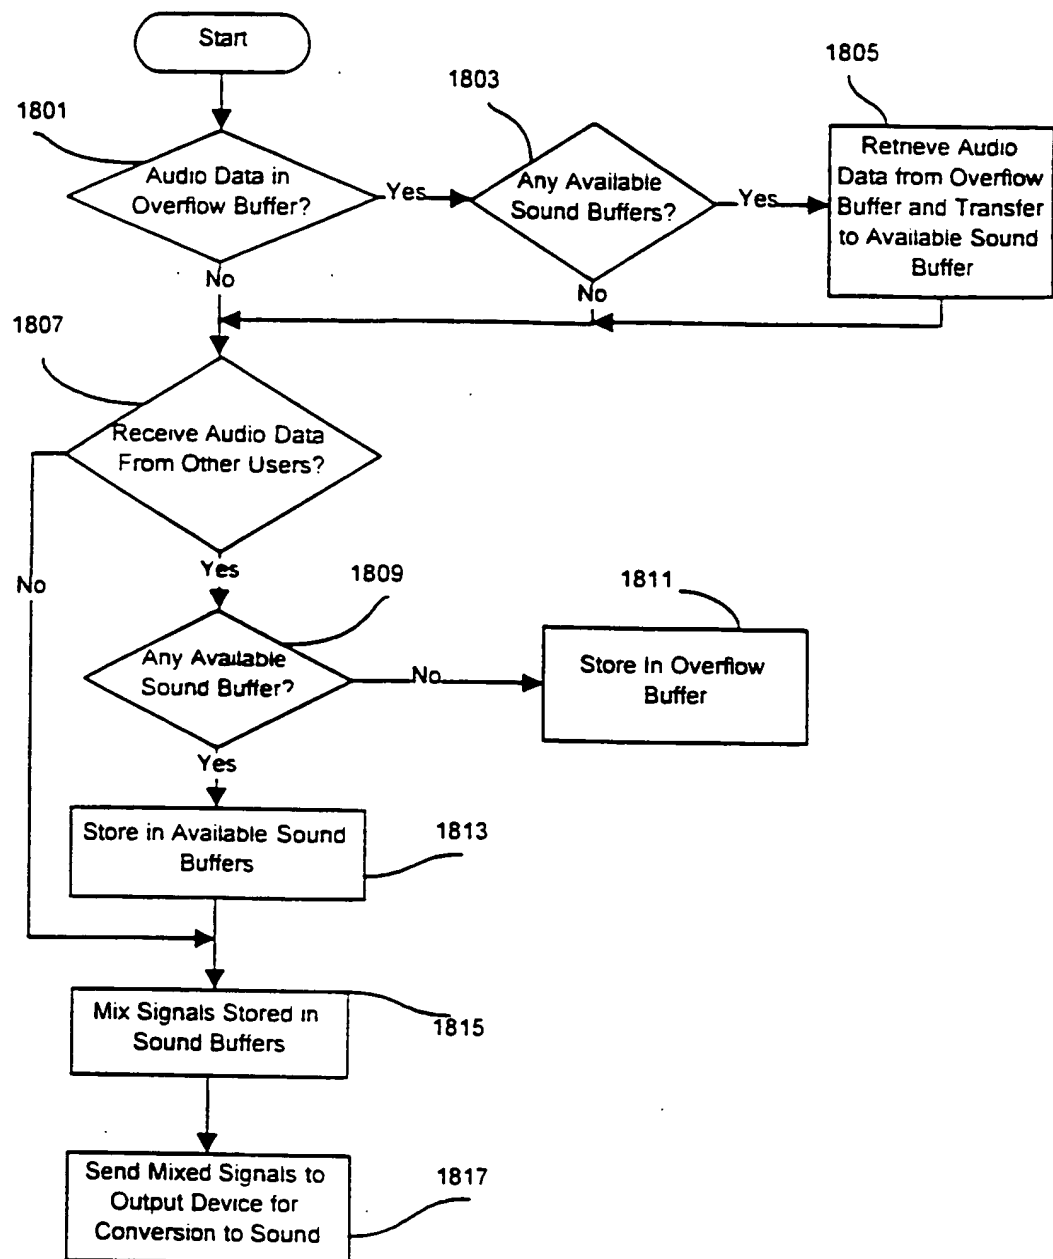 Start
1801
1803
1805
Audio Data in
Overflow Buffer?
Yes
Any Available
Sound Buffers?
Yes
Retrieve Audio
Data from Overflow
Buffer and Transfer
to Available Sound
Buffer
No
No
1807
Receive Audio Data
From Other Users?
No
Yes
1809
1811
Any Available
Sound Buffer?
No
Store in Overflow
Buffer
Yes
Store in Available Sound
Buffers
1813
Mix Signals Stored in
Sound Buffers
1815
Send Mixed Signals to
Output Device for
Conversion to Sound
1817